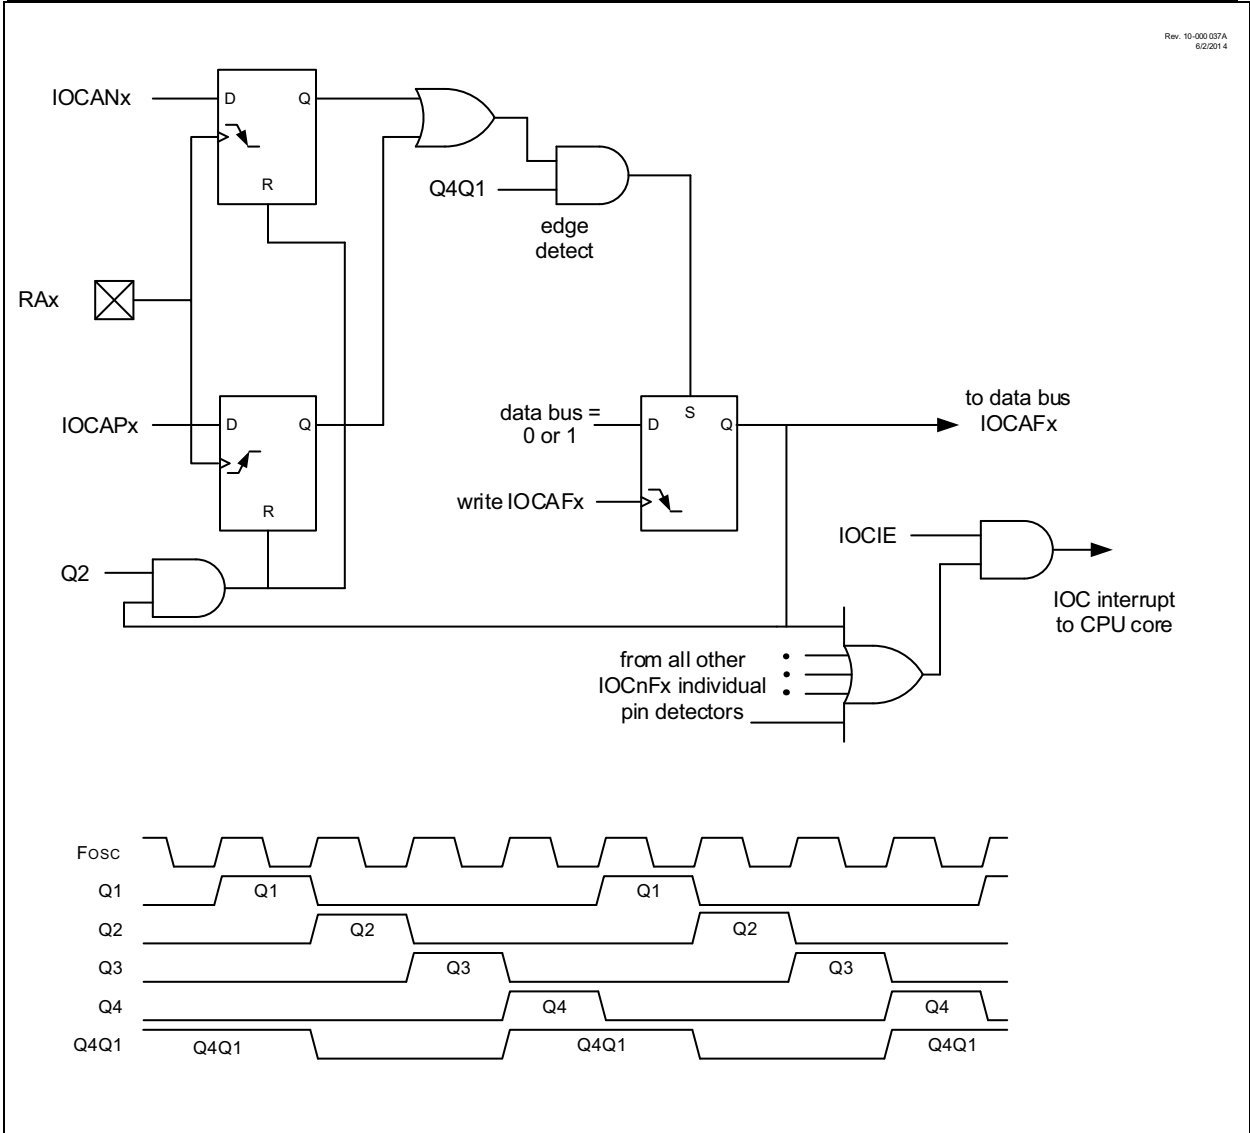 Rev. 10-000 037A
6/2/201 4
IOCANx
D
Q
R
Q4Q1
edge
detect
RAx
IOCAPx
D
Q
R
data bus =
0 or 1
D
S
Q
write IOCAFx
to data bus
IOCAFx
IOCIE
IOC interrupt
to CPU core
Q2
from all other
IOCnFx individual
pin detectors
Fosc
Q1
Q1
Q1
Q2
Q2
Q2
Q3
Q3
Q3
Q4
Q4
Q4
Q4Q1
Q4Q1
Q4Q1
Q4Q1